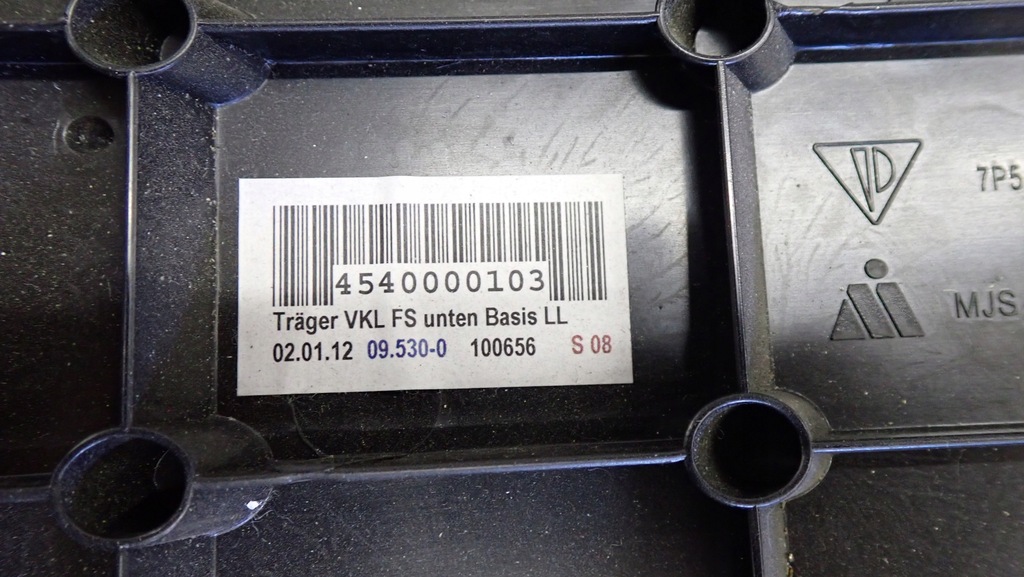 4540000103
Träger VKL FS unten Basis LL
02.01.12 09.530-0 100656 S 08
7P5
MJS